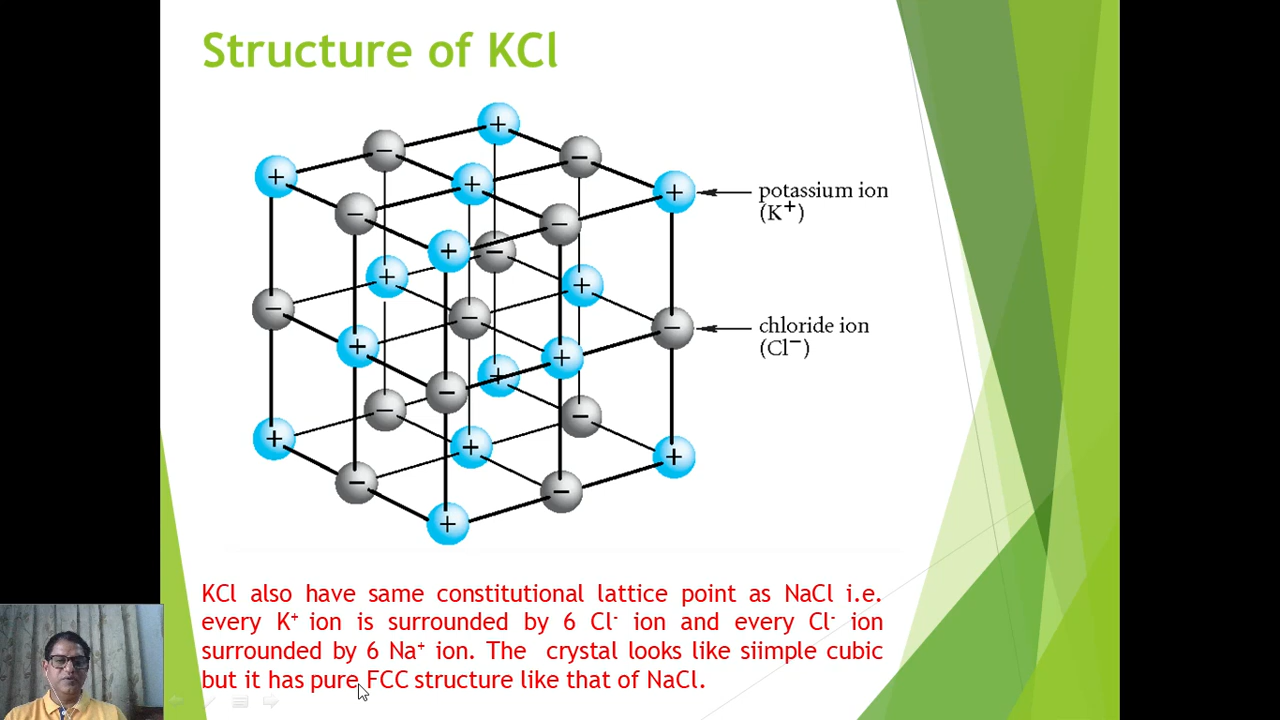 Structure of KCl
potassium ion
(K⁺)
chloride ion
(Cl⁻)
KCl also have same constitutional lattice point as NaCl i.e.
every K⁺ ion is surrounded by 6 Cl⁻ ion and every Cl⁻ ion
surrounded by 6 Na⁺ ion. The crystal looks like siimple cubic
but it has pure FCC structure like that of NaCl.